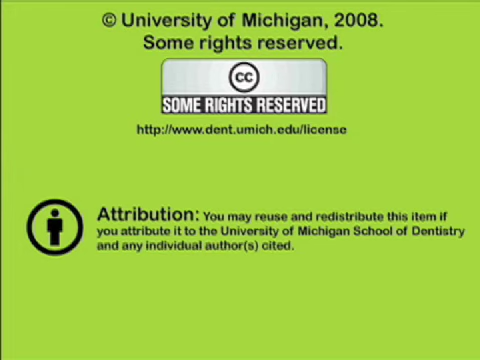 © University of Michigan, 2008.
Some rights reserved.
cc
SOME RIGHTS RESERVED
http://www.dent.umich.edu/license
Attribution: You may reuse and redistribute this item if
you attribute it to the University of Michigan School of Dentistry
and any individual author(s) cited.